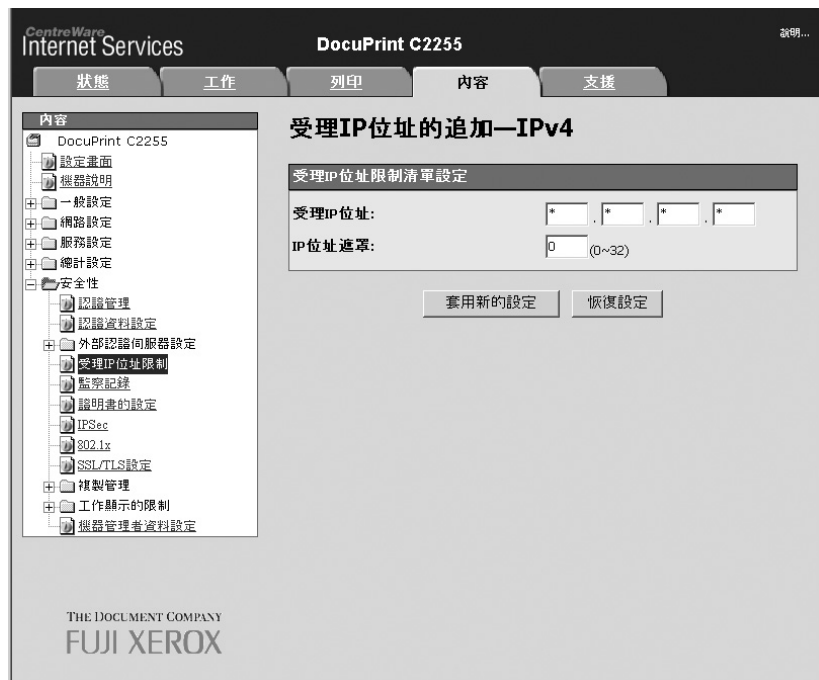 CentreWare
Internet Services
DocuPrint C2255
說明...
狀態
工作
列印
內容
支援
內容
DocuPrint C2255
設定畫面
機器說明
一般設定
網路設定
服務設定
總計設定
安全性
認證管理
認證資料設定
外部認證伺服器設定
受理IP位址限制
監察記錄
證明書的設定
IPSec
802.1x
SSL/TLS設定
複製管理
工作顯示的限制
機器管理者資料設定
受理IP位址的追加—IPv4
受理IP位址限制清單設定
受理IP位址: * . * . * . *
IP位址遮罩: 0 (0~32)
套用新的設定
恢復設定
THE DOCUMENT COMPANY
FUJI XEROX